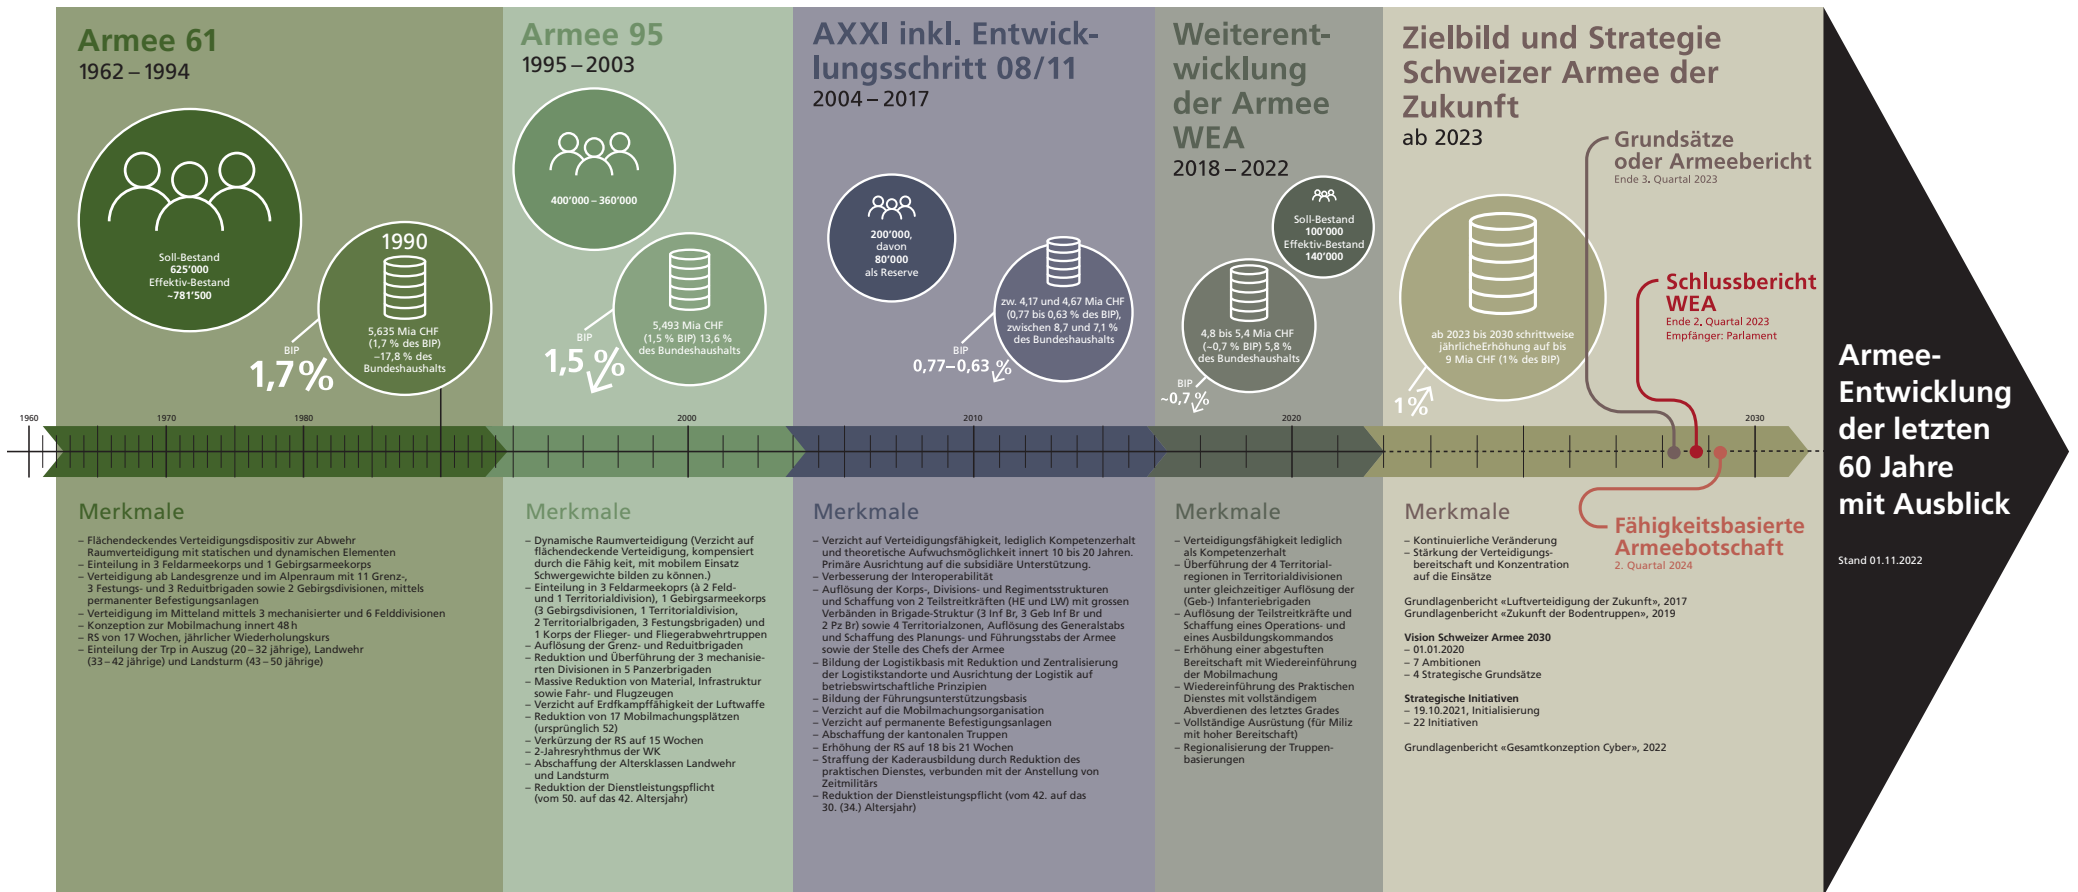 Armee 61
1962 – 1994
Soll-Bestand
625’000
Effektiv-Bestand
~781’500
1990
5,635 Mia CHF
(1,7 % des BIP)
–17,8 % des
Bundeshaushalts
BIP
1,7 %
Armee 95
1995 – 2003
400’000 – 360’000
5,493 Mia CHF
(1,5 % BIP) 13,6 %
des Bundeshaushalts
BIP
1,5 %
AXXI inkl. Entwick-
lungsschritt 08/11
2004 – 2017
200’000,
davon
80’000
als Reserve
zw. 4,17 und 4,67 Mia CHF
(0,77 bis 0,63 % des BIP),
zwischen 8,7 und 7,1 %
des Bundeshaushalts
BIP
0,77–0,63 %
Weiterent-
wicklung
der Armee
WEA
2018 – 2022
Soll-Bestand
100’000
Effektiv-Bestand
140’000
4,8 bis 5,4 Mia CHF
(~0,7 % BIP) 5,8 %
des Bundeshaushalts
BIP
~0,7 %
Zielbild und Strategie
Schweizer Armee der
Zukunft
ab 2023
ab 2023 bis 2030 schrittweise
jährlicheErhöhung auf bis
9 Mia CHF (1% des BIP)
1 %
Grundsätze
oder Armeebericht
Ende 3. Quartal 2023
Schlussbericht
WEA
Ende 2. Quartal 2023
Empfänger: Parlament
1960
1970
1980
2000
2010
2020
2030
Merkmale
– Flächendeckendes Verteidigungsdispositiv zur Abwehr
Raumverteidigung mit statischen und dynamischen Elementen
– Einteilung in 3 Feldarmeekorps und 1 Gebirgsarmeekorps
– Verteidigung ab Landesgrenze und im Alpenraum mit 11 Grenz-,
3 Festungs- und 3 Reduitbrigaden sowie 2 Gebirgsdivisionen, mittels
permanenter Befestigungsanlagen
– Verteidigung im Mitteland mittels 3 mechanisierter und 6 Felddivisionen
– Konzeption zur Mobilmachung innert 48 h
– RS von 17 Wochen, jährlicher Wiederholungskurs
– Einteilung der Trp in Auszug (20 – 32 jährige), Landwehr
(33 – 42 jährige) und Landsturm (43 – 50 jährige)
Merkmale
– Dynamische Raumverteidigung (Verzicht auf
flächendeckende Verteidigung, kompensiert
durch die Fähig keit, mit mobilem Einsatz
Schwergewichte bilden zu können.)
– Einteilung in 3 Feldarmeekoprs (à 2 Feld-
und 1 Territorialdivision), 1 Gebirgsarmeekorps
(3 Gebirgsdivisionen, 1 Territorialdivision,
2 Territorialbrigaden, 3 Festungsbrigaden) und
1 Korps der Flieger- und Fliegerabwehrtruppen
– Auflösung der Grenz- und Reduitbrigaden
– Reduktion und Überführung der 3 mechanisie-
rten Divisionen in 5 Panzerbrigaden
– Massive Reduktion von Material, Infrastruktur
sowie Fahr- und Flugzeugen
– Verzicht auf Erdfkampffähigkeit der Luftwaffe
– Reduktion von 17 Mobilmachungsplätzen
(ursprünglich 52)
– Verkürzung der RS auf 15 Wochen
– 2-Jahresryhthmus der WK
– Abschaffung der Altersklassen Landwehr
und Landsturm
– Reduktion der Dienstleistungspflicht
(vom 50. auf das 42. Altersjahr)
Merkmale
– Verzicht auf Verteidigungsfähigkeit, lediglich Kompetenzerhalt
und theoretische Aufwuchsmöglichkeit innert 10 bis 20 Jahren.
Primäre Ausrichtung auf die subsidiäre Unterstützung.
– Verbesserung der Interoperabilität
– Auflösung der Korps-, Divisions- und Regimentsstrukturen
und Schaffung von 2 Teilstreitkräften (HE und LW) mit grossen
Verbänden in Brigade-Struktur (3 Inf Br, 3 Geb Inf Br und
2 Pz Br) sowie 4 Territorialzonen, Auflösung des Generalstabs
und Schaffung des Planungs- und Führungsstabs der Armee
sowie der Stelle des Chefs der Armee
– Bildung der Logistikbasis mit Reduktion und Zentralisierung
der Logistikstandorte und Ausrichtung der Logistik auf
betriebswirtschaftliche Prinzipien
– Bildung der Führungsunterstützungbasis
– Verzicht auf die Mobilmachungsorganisation
– Verzicht auf permanente Befestigungsanlagen
– Abschaffung der kantonalen Truppen
– Erhöhung der RS auf 18 bis 21 Wochen
– Straffung der Kaderausbildung durch Reduktion des
praktischen Dienstes, verbunden mit der Anstellung von
Zeitmilitärs
– Reduktion der Dienstleistungspflicht (vom 42. auf das
30. (34.) Altersjahr)
Merkmale
– Verteidigungsfähigkeit lediglich
als Kompetenzerhalt
– Überführung der 4 Territorial-
regionen in Territorialdivisionen
unter gleichzeitiger Auflösung der
(Geb-) Infanteriebrigaden
– Auflösung der Teilstreitkräfte und
Schaffung eines Operations- und
eines Ausbildungskommandos
– Erhöhung einer abgestuften
Bereitschaft mit Wiedereinführung
der Mobilmachung
– Wiedereinführung des Praktischen
Dienstes mit vollständigem
Abverdienen des letztes Grades
– Vollständige Ausrüstung (für Miliz
mit hoher Bereitschaft)
– Regionalisierung der Truppen-
basierungen
Merkmale
– Kontinuierliche Veränderung
– Stärkung der Verteidigungs-
bereitschaft und Konzentration
auf die Einsätze
Grundlagenbericht «Luftverteidigung der Zukunft», 2017
Grundlagenbericht «Zukunft der Bodentruppen», 2019
Vision Schweizer Armee 2030
– 01.01.2020
– 7 Ambitionen
– 4 Strategische Grundsätze
Strategische Initiativen
– 19.10.2021, Initialisierung
– 22 Initiativen
Grundlagenbericht «Gesamtkonzeption Cyber», 2022
Fähigkeitsbasierte
Armeebotschaft
2. Quartal 2024
Armee-
Entwicklung
der letzten
60 Jahre
mit Ausblick
Stand 01.11.2022